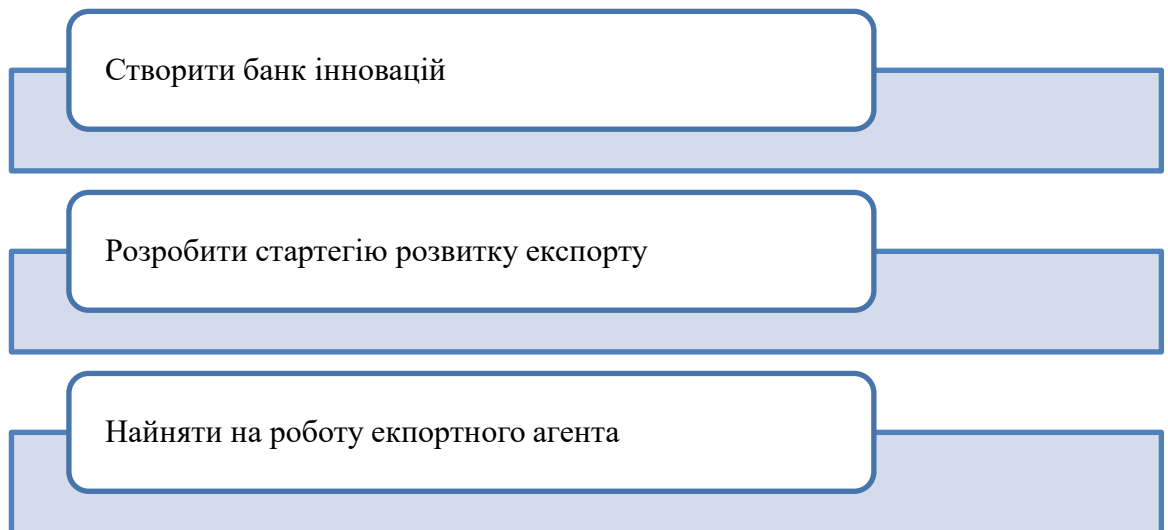 Створити банк інновацій
Розробити стартегію розвитку експорту
Найняти на роботу екпортного агента